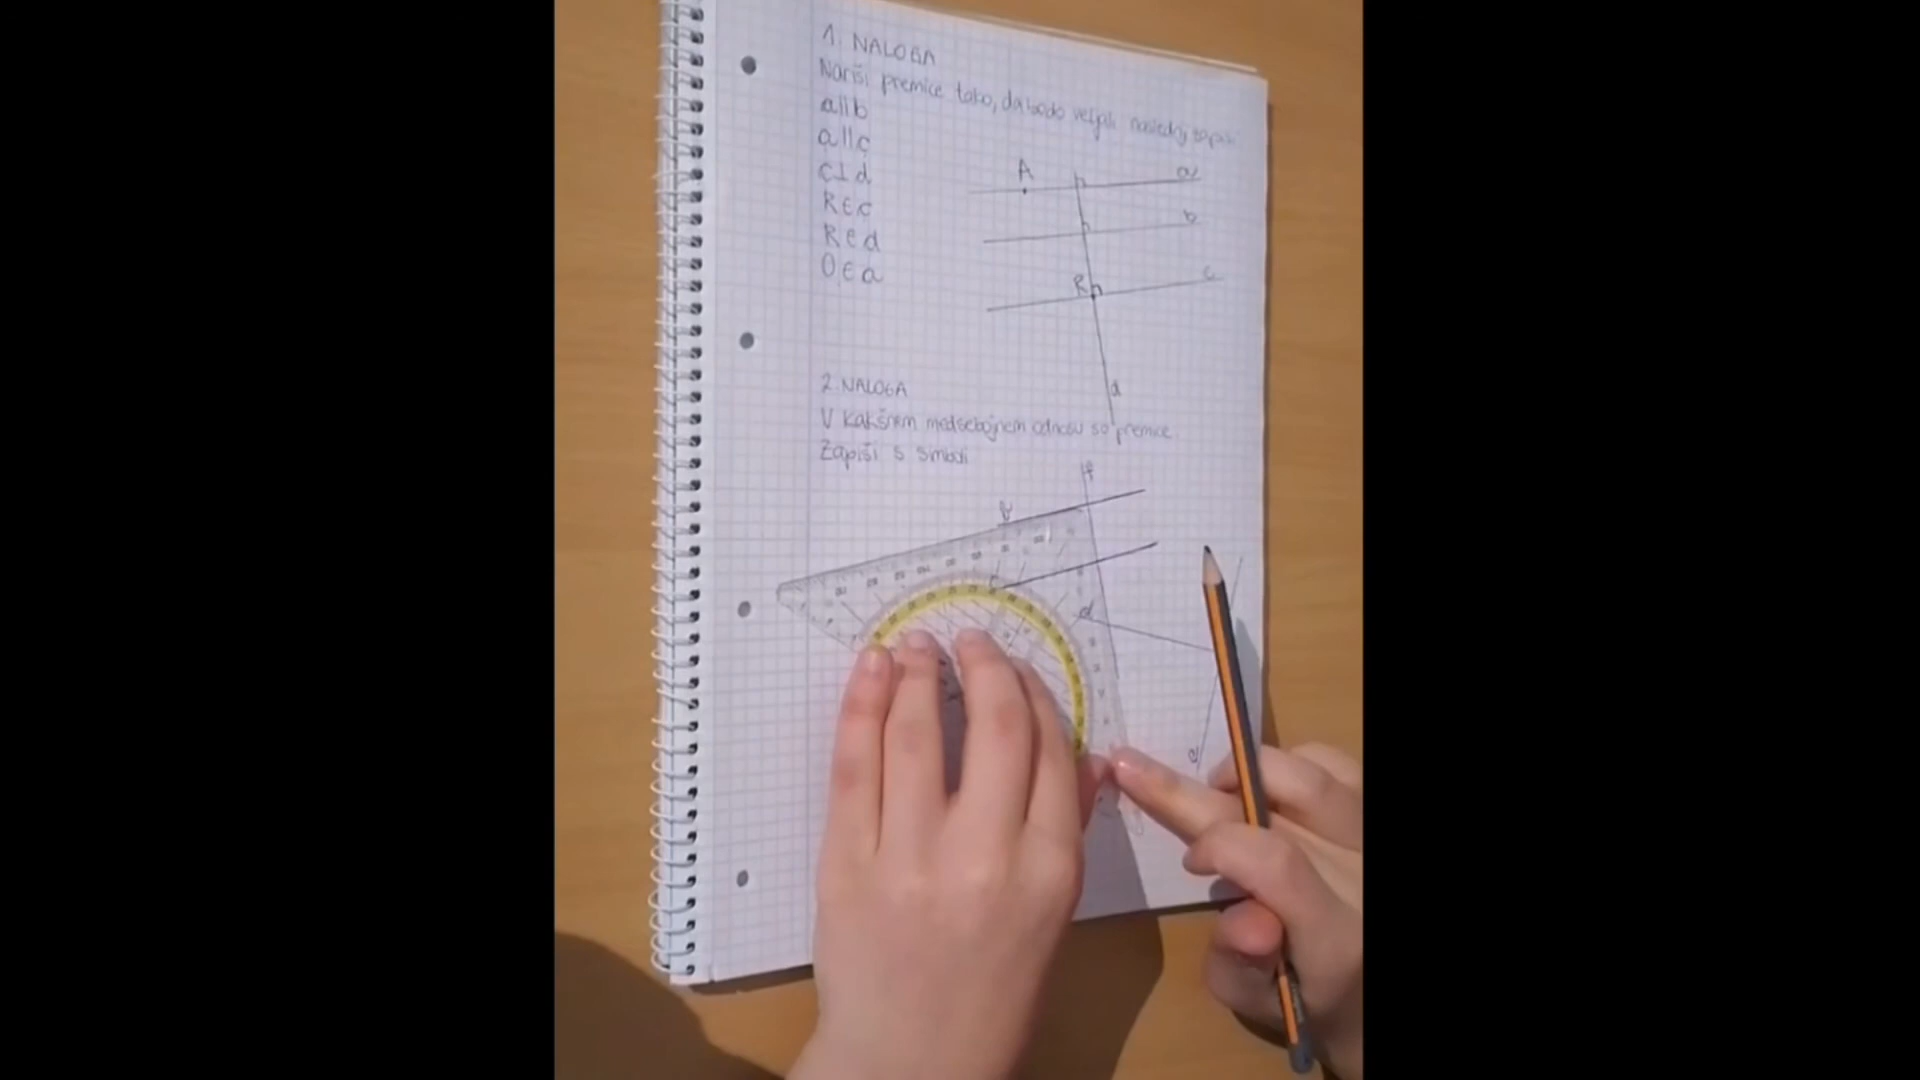 1. NALOGA
Nariši premice tako, da bodo veljali naslednji zapisi
a||b
a||c
c⊥d
R∈c
R∈d
O∈a
A
a
b
R
c
d
2. NALOGA
V kakšnem medsebojnem odnosu so premice.
Zapiši s simboli
f
b
c
d